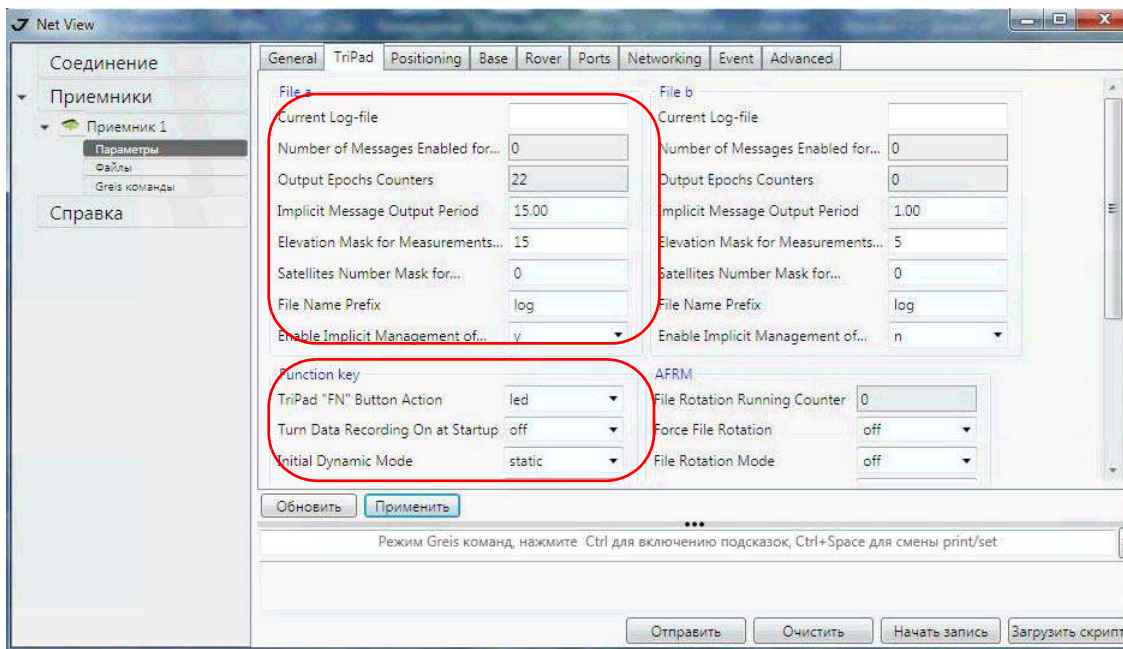 Net View
Соединение
Приемники
Приемник 1
Параметры
Файлы
Greis команды
Справка
General TriPad Positioning Base Rover Ports Networking Event Advanced
File a
Current Log-file
Number of Messages Enabled for... 0
Output Epochs Counters 22
Implicit Message Output Period 15.00
Elevation Mask for Measurements... 15
Satellites Number Mask for... 0
File Name Prefix log
Enable Implicit Management of... y
File b
Current Log-file
Number of Messages Enabled for... 0
Output Epochs Counters 0
Implicit Message Output Period 1.00
Elevation Mask for Measurements... 5
Satellites Number Mask for... 0
File Name Prefix log
Enable Implicit Management of... n
Function key
TriPad "FN" Button Action led
Turn Data Recording On at Startup off
Initial Dynamic Mode static
AFRM
File Rotation Running Counter 0
Force File Rotation off
File Rotation Mode off
Обновить Применить
Режим Greis команд, нажмите Ctrl для включению подсказок, Ctrl+Space для смены print/set
Отправить Очистить Начать запись Загрузить скрипт